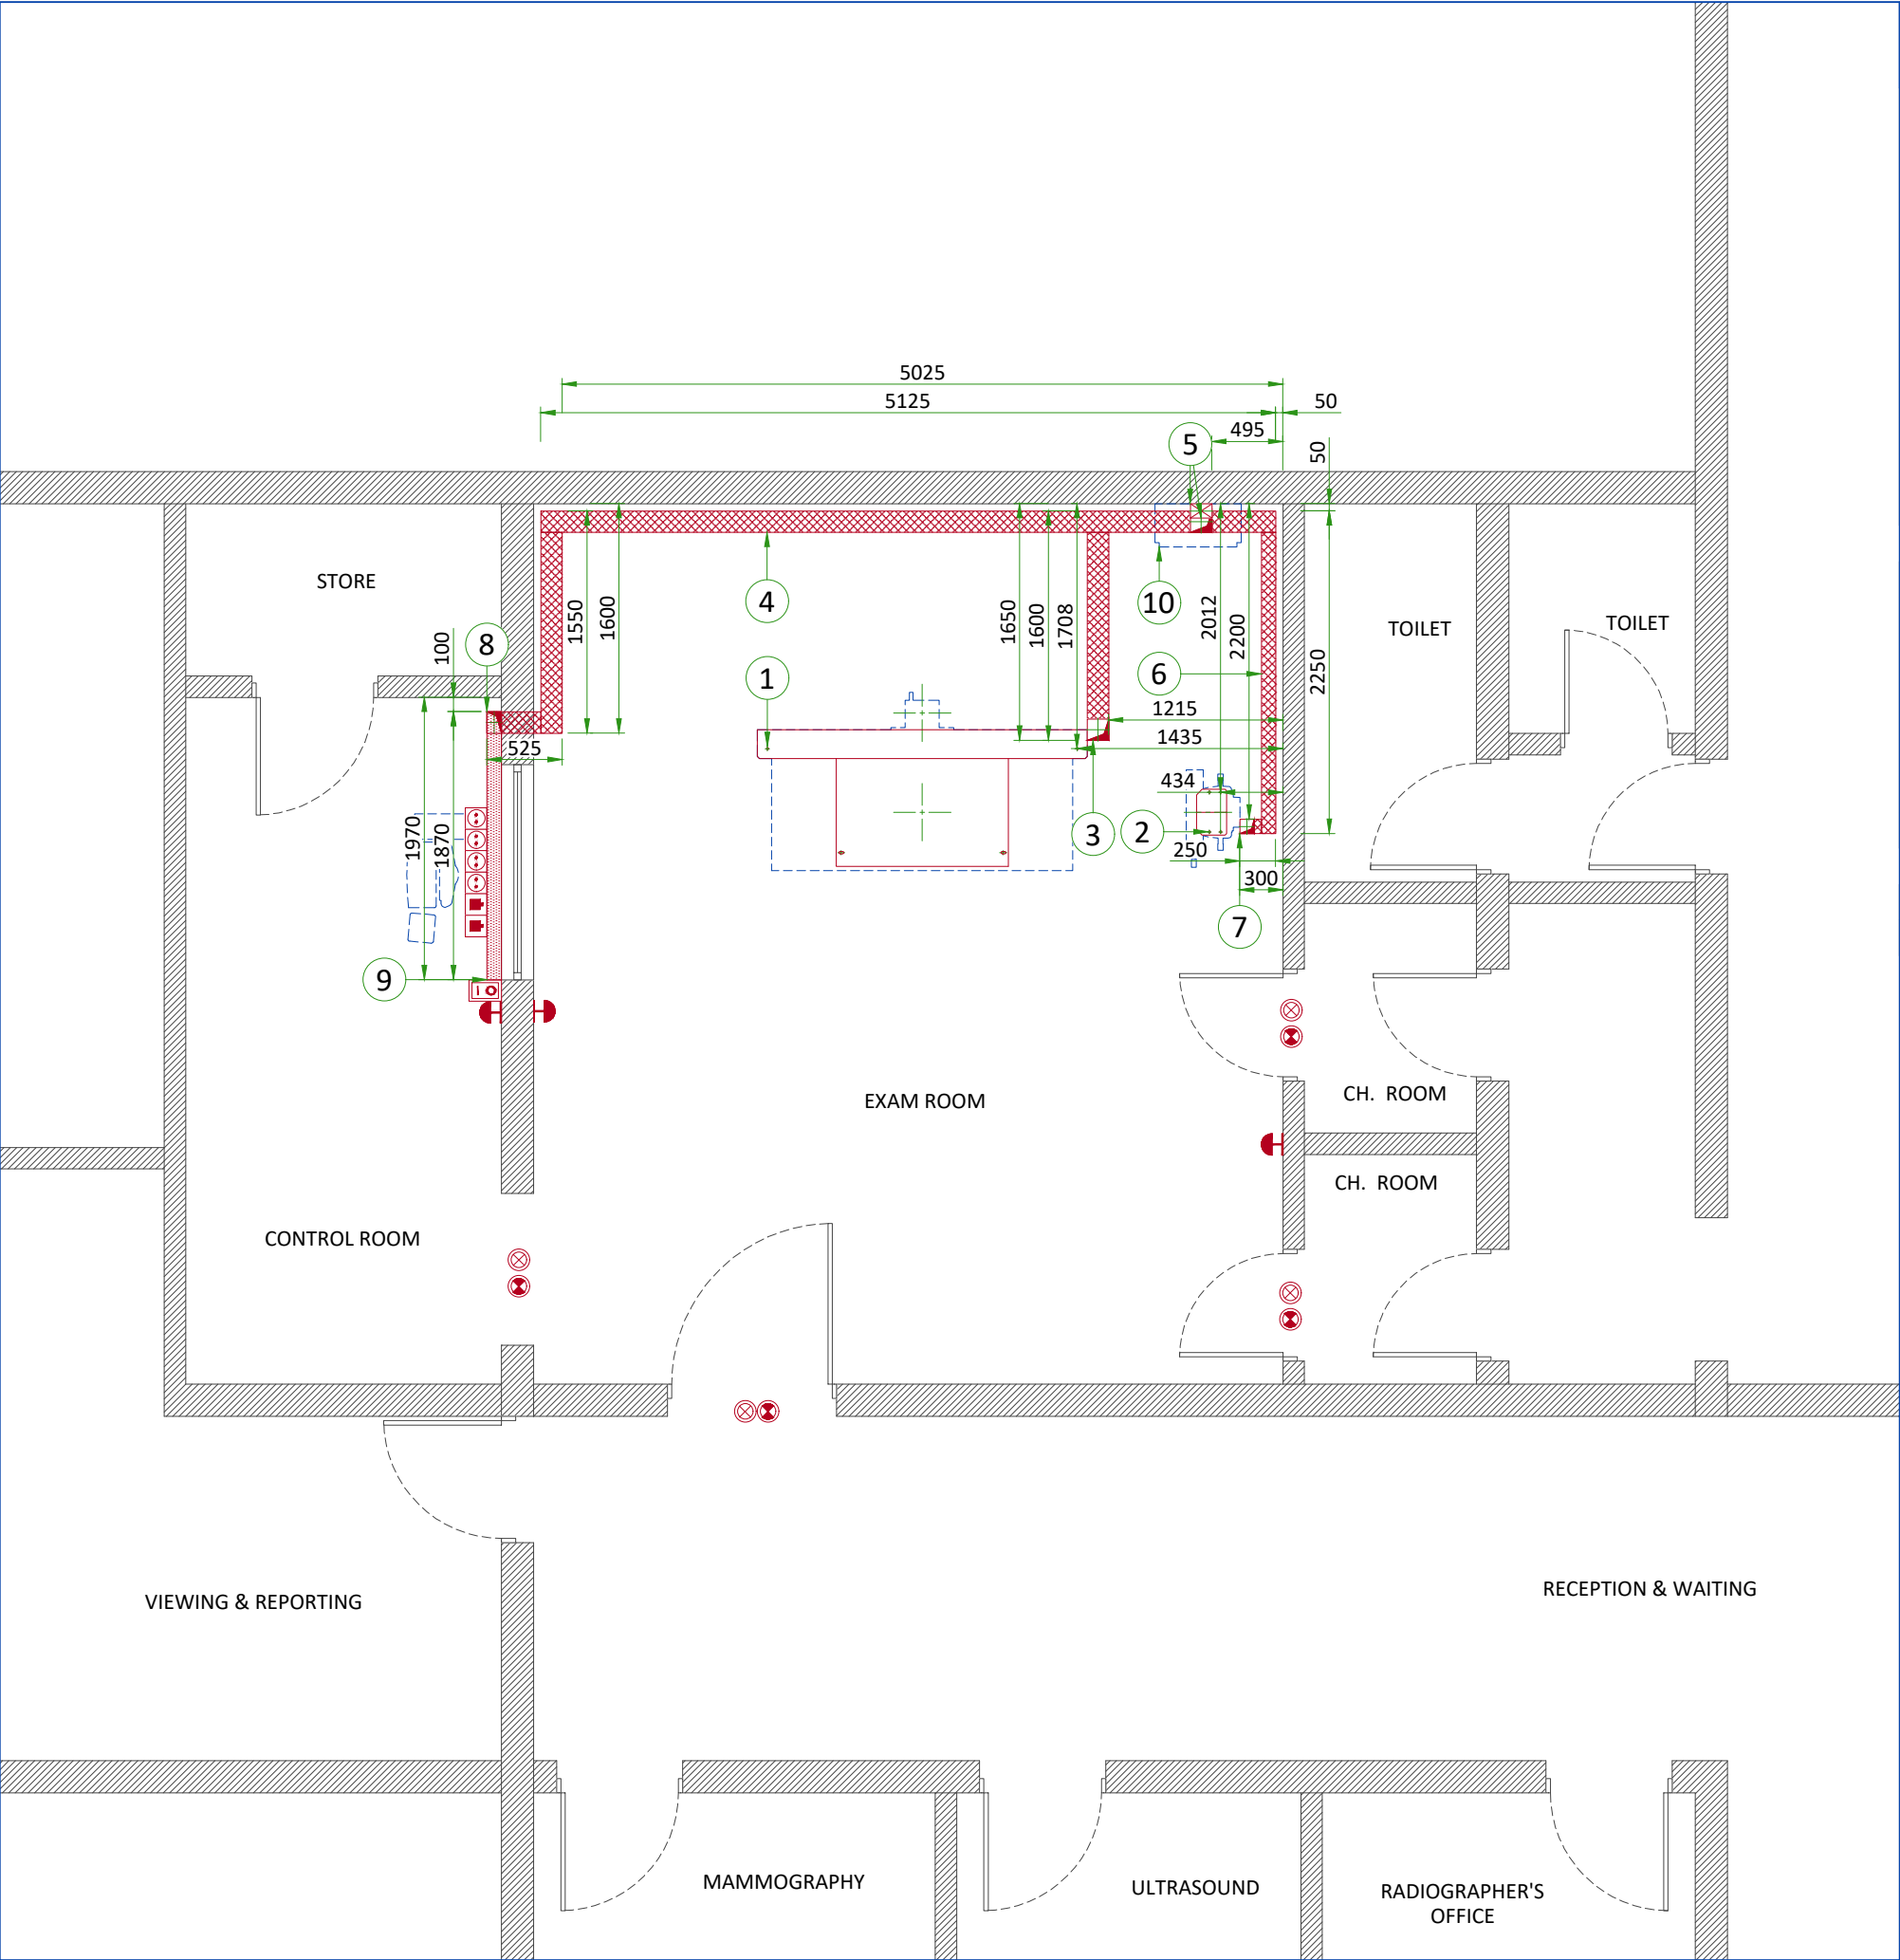 5025
5125
50
495
5
50
STORE
4
10
TOILET
TOILET
1550
1600
1650
1600
1708
2012
2200
2250
100
8
1
6
1215
1435
525
434
3
2
250
300
1970
1870
7
9
I O
EXAM ROOM
CH. ROOM
CH. ROOM
CONTROL ROOM
VIEWING & REPORTING
RECEPTION & WAITING
MAMMOGRAPHY
ULTRASOUND
RADIOGRAPHER'S
OFFICE